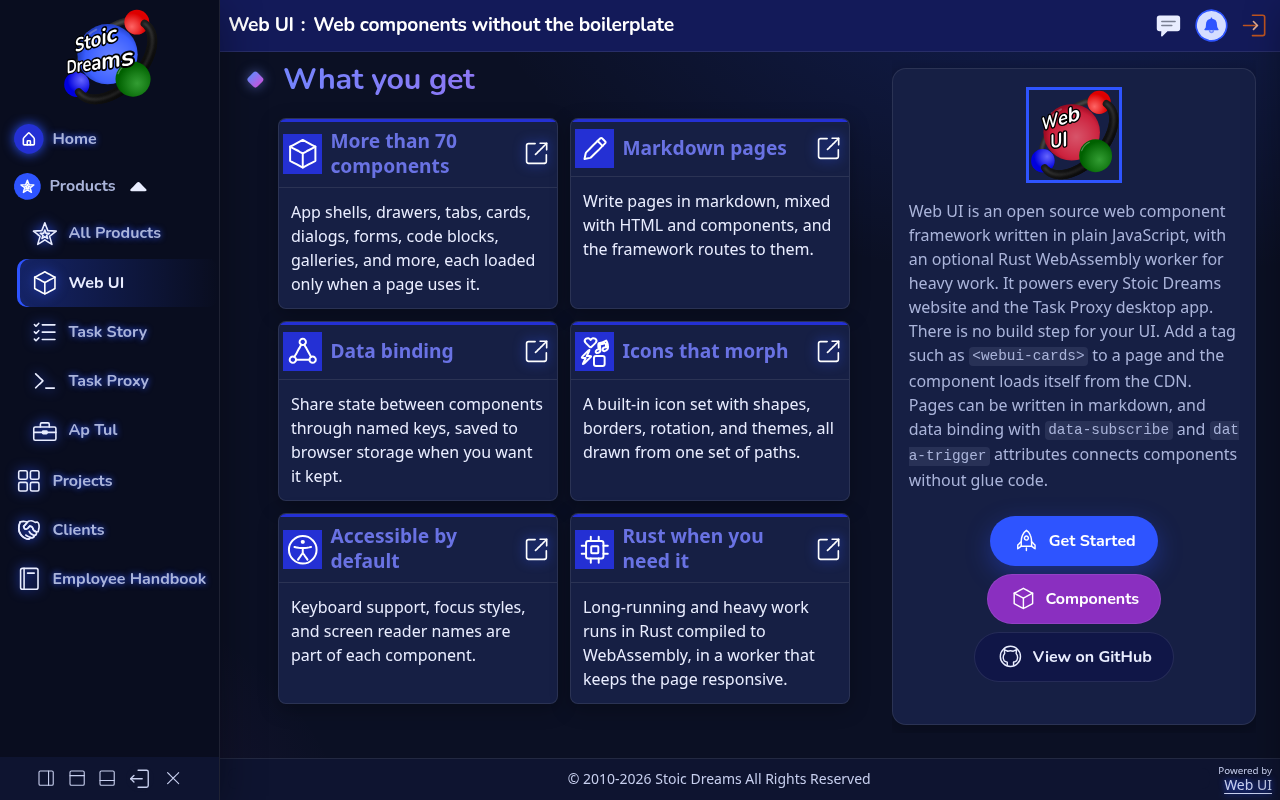 Stoic
Dreams
Home
Products
All Products
Web UI
Task Story
Task Proxy
Ap Tul
Projects
Clients
Employee Handbook
Web UI : Web components without the boilerplate
What you get
More than 70
components
App shells, drawers, tabs, cards,
dialogs, forms, code blocks,
galleries, and more, each loaded
only when a page uses it.
Markdown pages
Write pages in markdown, mixed
with HTML and components, and
the framework routes to them.
Data binding
Share state between components
through named keys, saved to
browser storage when you want
it kept.
Icons that morph
A built-in icon set with shapes,
borders, rotation, and themes, all
drawn from one set of paths.
Accessible by
default
Keyboard support, focus styles,
and screen reader names are
part of each component.
Rust when you
need it
Long-running and heavy work
runs in Rust compiled to
WebAssembly, in a worker that
keeps the page responsive.
Web
UI
Web UI is an open source web component
framework written in plain JavaScript, with
an optional Rust WebAssembly worker for
heavy work. It powers every Stoic Dreams
website and the Task Proxy desktop app.
There is no build step for your UI. Add a tag
such as <webui-cards> to a page and the
component loads itself from the CDN.
Pages can be written in markdown, and
data binding with data-subscribe and dat
a-trigger attributes connects components
without glue code.
Get Started
Components
View on GitHub
© 2010-2026 Stoic Dreams All Rights Reserved
Powered by
Web UI